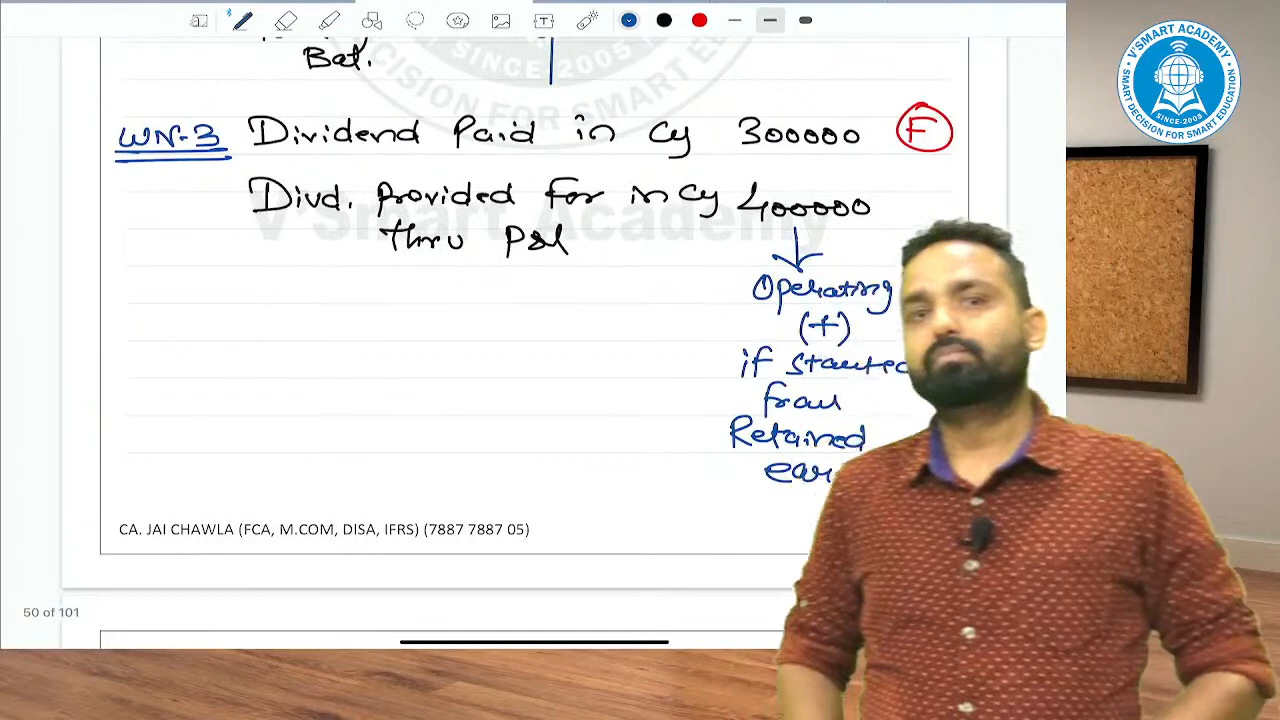 Bal.
V'SMART ACADEMY
SMART DECISION FOR SMART EDUCATION
SINCE-2005
WN-3 Dividend Paid in Cy 300000 F
Divd. Provided for in Cy 400000
thru P&L
V'Smart Academy
Operating
(+)
if started
from
Retained
ear
CA. JAI CHAWLA (FCA, M.COM, DISA, IFRS) (7887 7887 05)
50 of 101